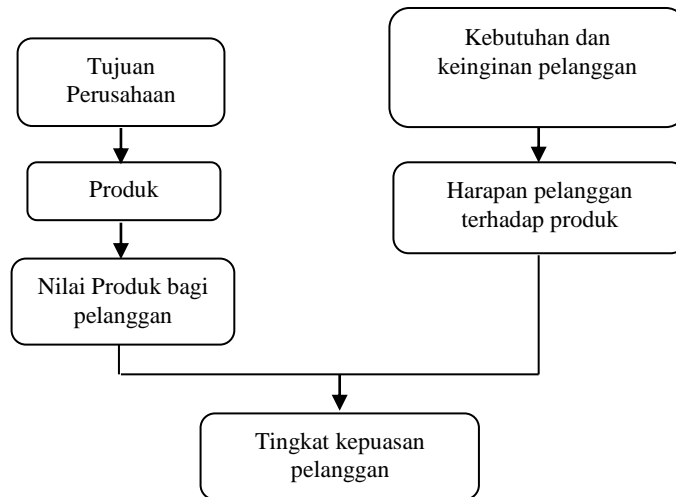 Tujuan
Perusahaan
Produk
Nilai Produk bagi
pelanggan
Kebutuhan dan
keinginan pelanggan
Harapan pelanggan
terhadap produk
Tingkat kepuasan
pelanggan